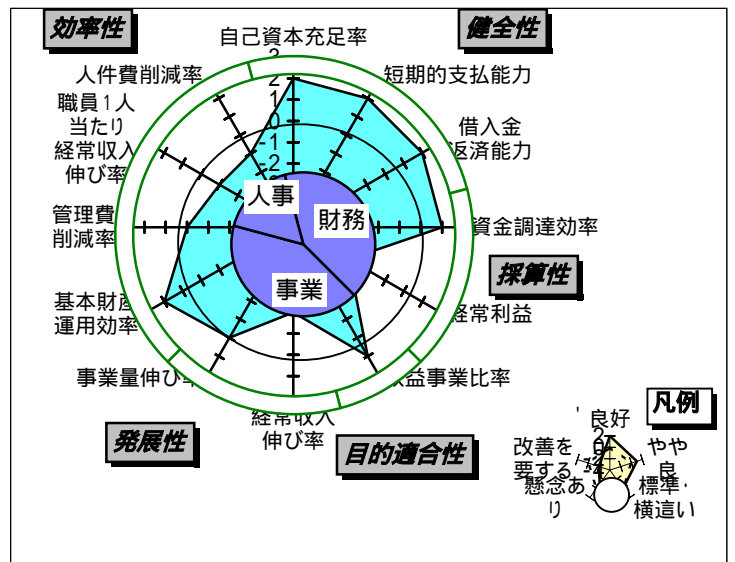 効率性
健全性
自己資本充足率
人件費削減率
短期的支払能力
職員1人
当たり
経常収入
伸び率
借入金
返済能力
2
1
0
-1
-2
人事
財務
事業
管理費
削減率
資金調達効率
採算性
基本財産
運用効率
経常利益
事業量伸び率
収益事業比率
経常収入
伸び率
発展性
目的適合性
凡例
良好
改善を
要する
やや
良
懸念あ
り
標準・
横這い